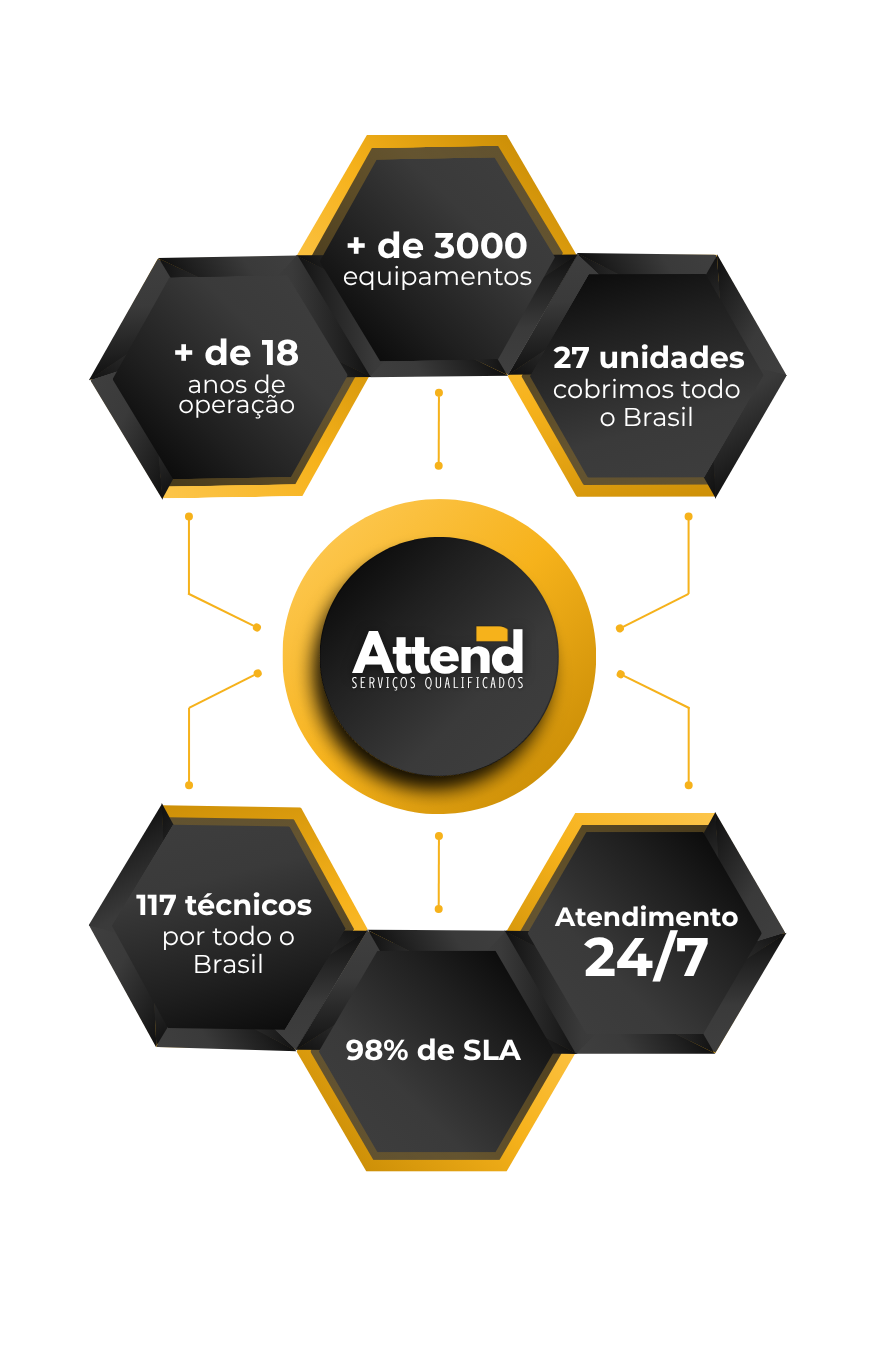 + de 3000
equipamentos
+ de 18
anos de
operação
27 unidades
cobrimos todo
o Brasil
Attend
SERVIÇOS QUALIFICADOS
117 técnicos
por todo o
Brasil
Atendimento
24/7
98% de SLA